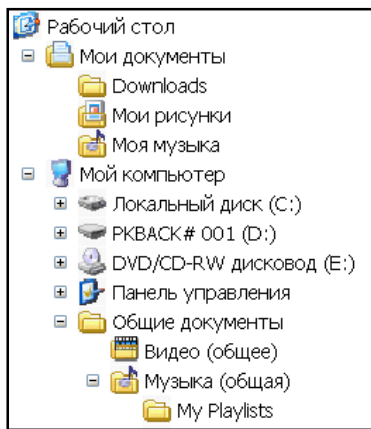 Рабочий стол
Мои документы
Downloads
Мои рисунки
Моя музыка
Мой компьютер
Локальный диск (C:)
PKBACK# 001 (D:)
DVD/CD-RW дисковод (E:)
Панель управления
Общие документы
Видео (общее)
Музыка (общая)
My Playlists